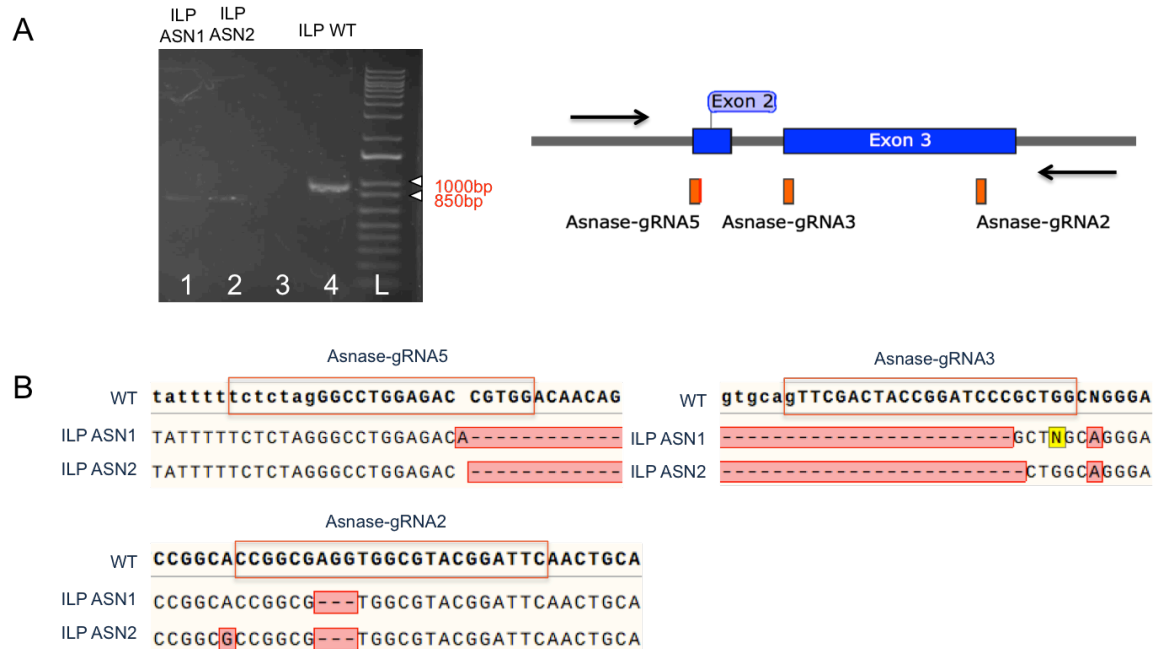 A
ILP ASN1
ILP ASN2
ILP WT
1000bp
850bp
1 2 3 4 L
Exon 2
Exon 3
Asnase-gRNA5
Asnase-gRNA3
Asnase-gRNA2
B
Asnase-gRNA5
WT tatttttctctagGGCCTGGAGAC CGTGGACAACAG
ILP ASN1 TATTTTTCTCTAGGGCCTGGAGACA------------
ILP ASN2 TATTTTTCTCTAGGGCCTGGAGAC ------------
Asnase-gRNA3
WT gtgcagTTCGACTACCGGATCCCGCTGGCNGGGA
ILP ASN1 -----------------------GCTNGCAGGGA
ILP ASN2 ------------------------CTGGCAGGGA
Asnase-gRNA2
WT CCGGCACCGGCGAGGTGGCGTACGGATTCAACTGCA
ILP ASN1 CCGGCACCGGCG---TGGCGTACGGATTCAACTGCA
ILP ASN2 CCGGCGCCGGCG---TGGCGTACGGATTCAACTGCA